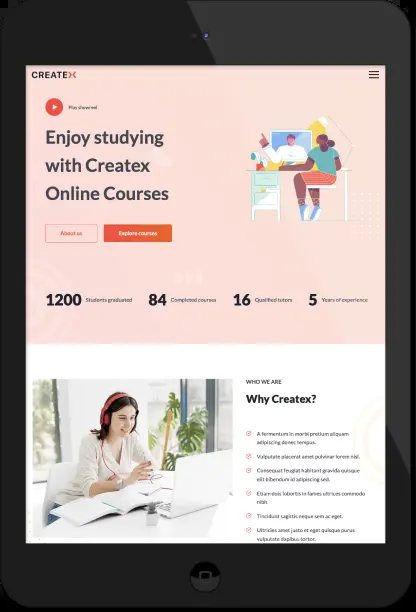 CREATEX
Play showreel
Enjoy studying
with Createx
Online Courses
About us
Explore courses
1200 Students graduated 84 Completed courses 16 Qualified tutors 5 Years of experience
WHO WE ARE
Why Createx?
A fermentum in morbi pretium aliquam
adipiscing donec tempus.
Vulputate placerat amet pulvinar lorem nisl.
Consequat feugiat habitant gravida quisque
elit bibendum id adipiscing sed.
Etiam duis lobortis in fames ultrices commodo
nibh.
Tincidunt sagittis neque sem ac eget.
Ultricies amet justo et eget quisque purus
vulputate dapibus tortor.